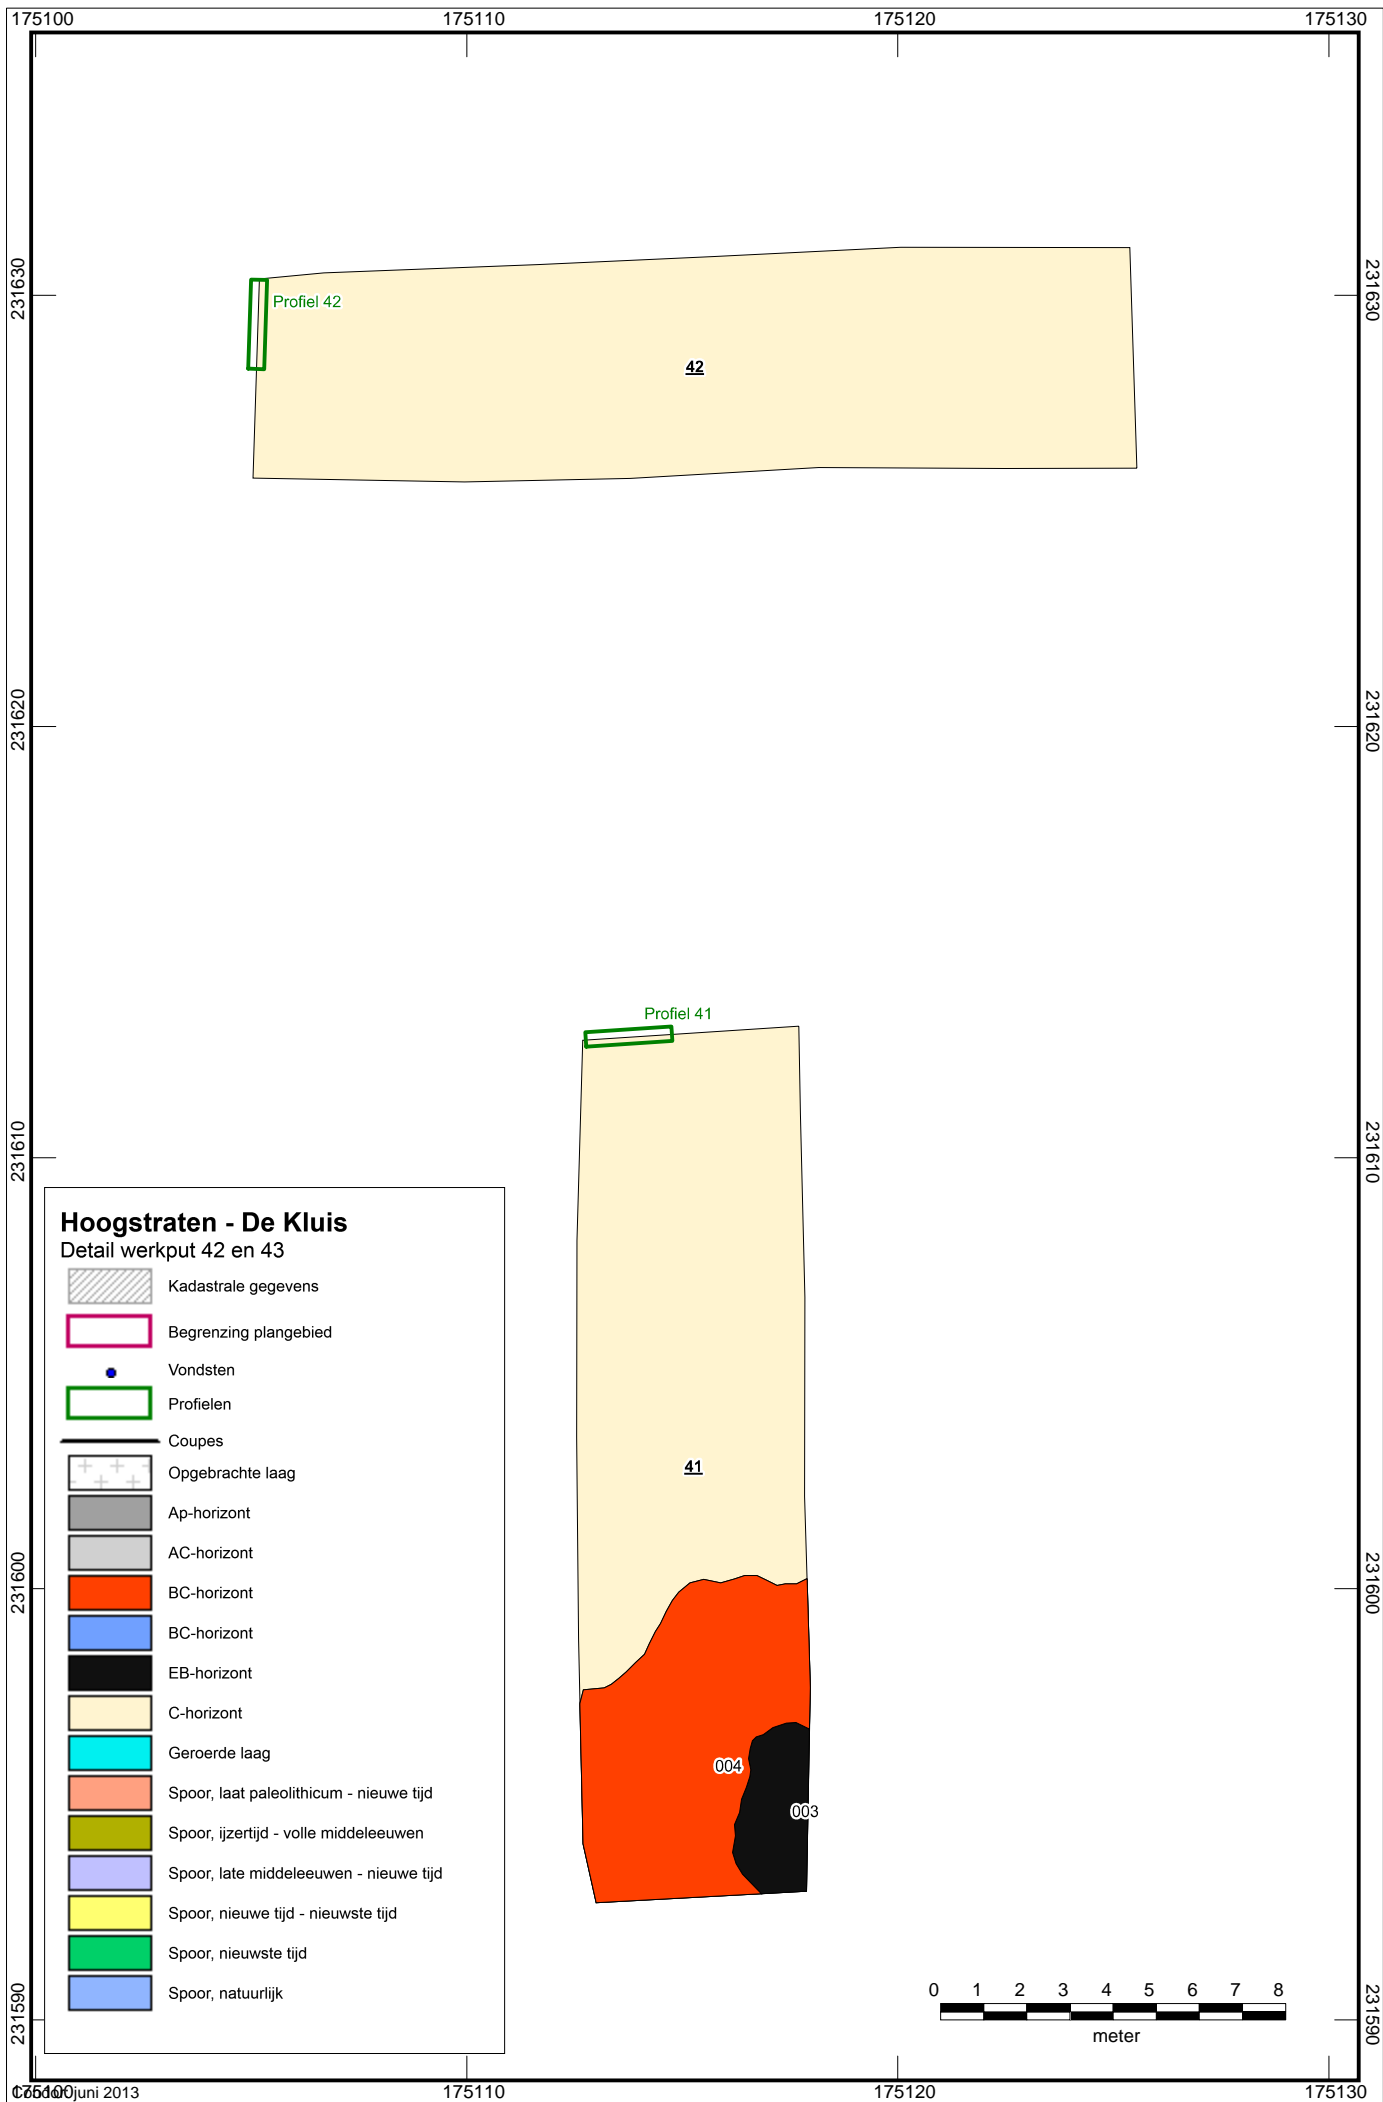 175100 175110 175120 175130
231630 231630
Profiel 42
42
231620 231620
Profiel 41
231610 231610
41
231600 231600
004
003
231590 231590
Hoogstraten - De Kluis
Detail werkput 42 en 43
Kadastrale gegevens
Begrenzing plangebied
Vondsten
Profielen
Coupes
Opgebrachte laag
Ap-horizont
AC-horizont
BC-horizont
BC-horizont
EB-horizont
C-horizont
Geroerde laag
Spoor, laat paleolithicum - nieuwe tijd
Spoor, ijzertijd - volle middeleeuwen
Spoor, late middeleeuwen - nieuwe tijd
Spoor, nieuwe tijd - nieuwste tijd
Spoor, nieuwste tijd
Spoor, natuurlijk
0 1 2 3 4 5 6 7 8
meter
175100 175110 175120 175130
Condor juni 2013